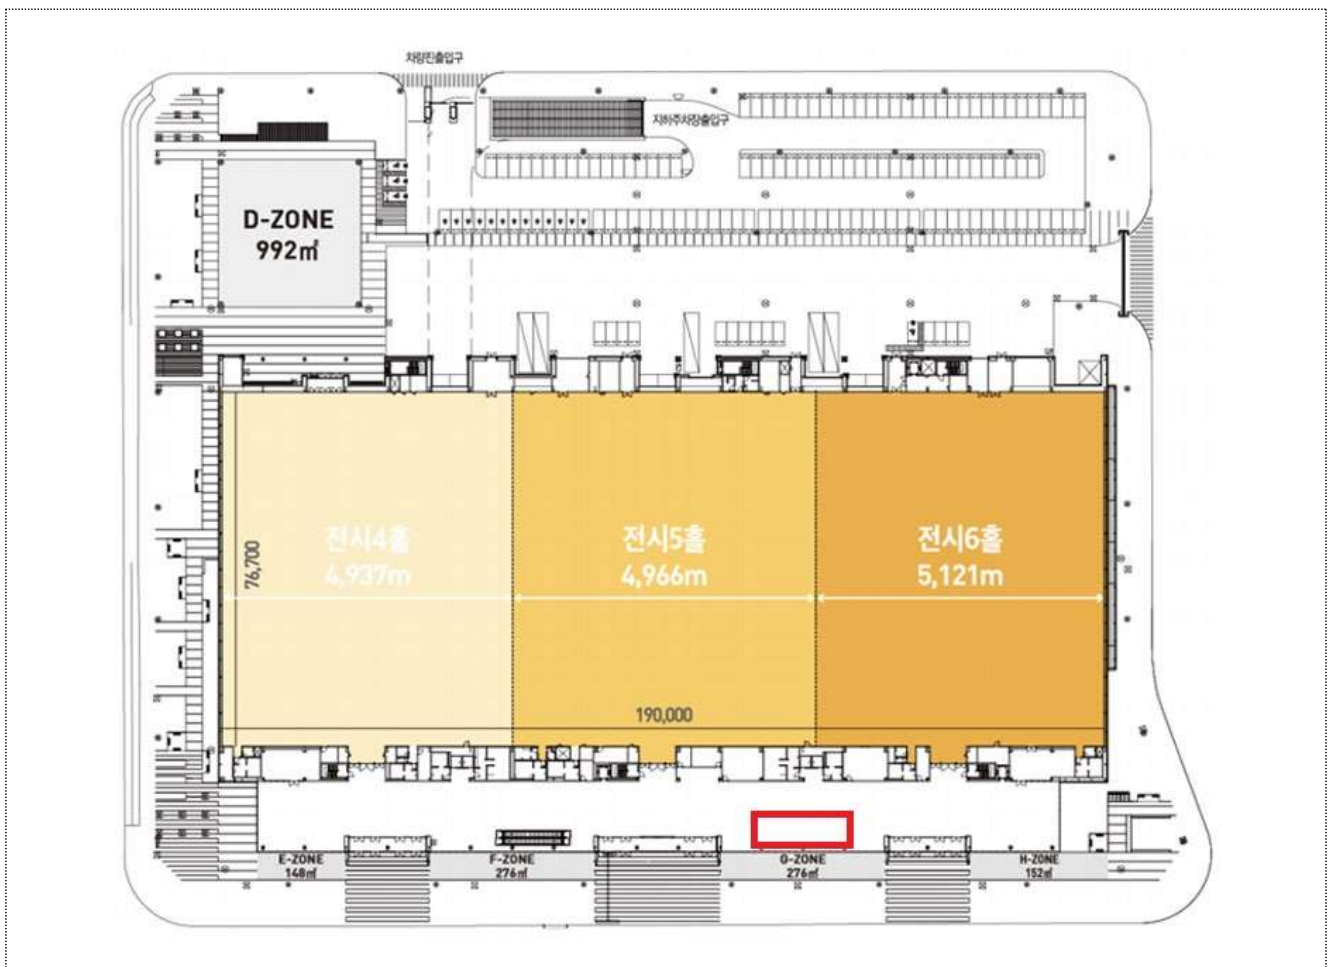 차량진출입구
지하주차장출입구
D-ZONE
992㎡
전시4홀
4,937m
전시5홀
4,966m
전시6홀
5,121m
76,700
190,000
E-ZONE
148㎡
F-ZONE
276㎡
G-ZONE
276㎡
H-ZONE
152㎡